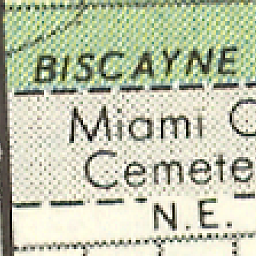 BISCAYNE
Miami C
Cemete
N.E.